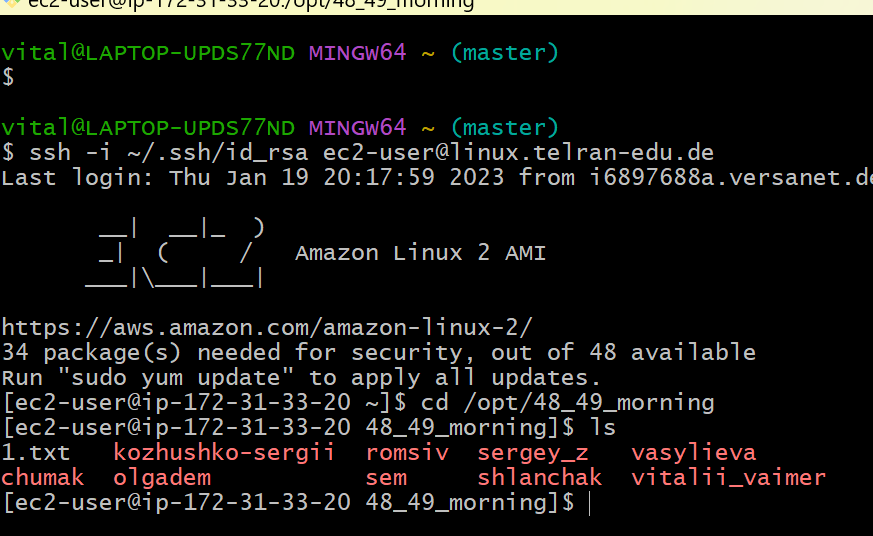 ec2-user@ip-172-31-33-20:/opt/48_49_morning
vital@LAPTOP-UPDS77ND MINGW64 ~ (master)
$
vital@LAPTOP-UPDS77ND MINGW64 ~ (master)
$ ssh -i ~/.ssh/id_rsa ec2-user@linux.telran-edu.de
Last login: Thu Jan 19 20:17:59 2023 from i6897688a.versanet.de
       __|  __|_  )
       _|  (     /   Amazon Linux 2 AMI
      ___|\___|___|
https://aws.amazon.com/amazon-linux-2/
34 package(s) needed for security, out of 48 available
Run "sudo yum update" to apply all updates.
[ec2-user@ip-172-31-33-20 ~]$ cd /opt/48_49_morning
[ec2-user@ip-172-31-33-20 48_49_morning]$ ls
1.txt   kozhushko-sergii  romsiv  sergey_z   vasylieva
chumak  olgadem           sem     shlanchak  vitalii_vaimer
[ec2-user@ip-172-31-33-20 48_49_morning]$